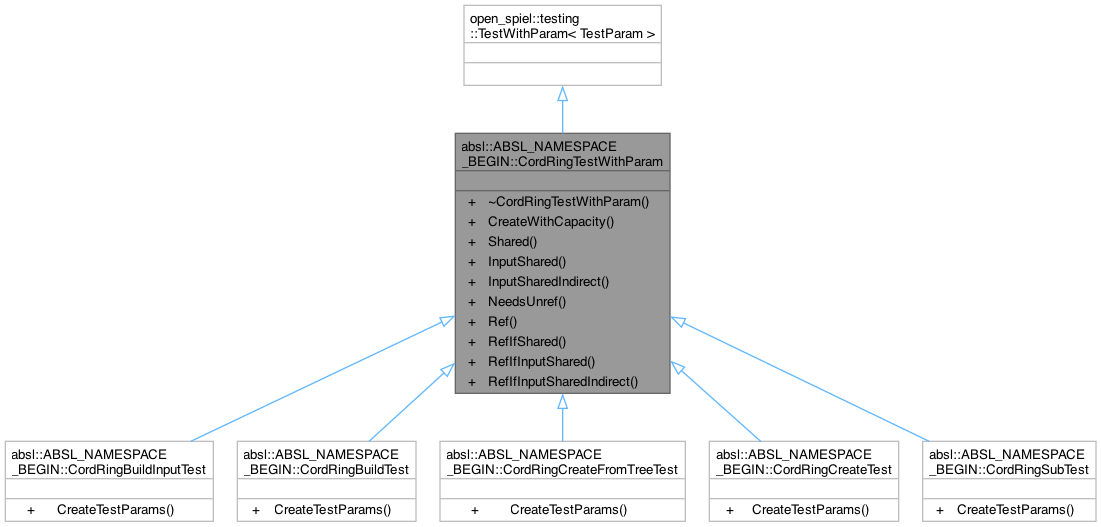 open_spiel::testing
::TestWithParam< TestParam >
absl::ABSL_NAMESPACE
_BEGIN::CordRingTestWithParam
+ ~CordRingTestWithParam()
+ CreateWithCapacity()
+ Shared()
+ InputShared()
+ InputSharedIndirect()
+ NeedsUnref()
+ Ref()
+ RefIfShared()
+ RefIfInputShared()
+ RefIfInputSharedIndirect()
absl::ABSL_NAMESPACE
_BEGIN::CordRingBuildInputTest
+ CreateTestParams()
absl::ABSL_NAMESPACE
_BEGIN::CordRingBuildTest
+ CreateTestParams()
absl::ABSL_NAMESPACE
_BEGIN::CordRingCreateFromTreeTest
+ CreateTestParams()
absl::ABSL_NAMESPACE
_BEGIN::CordRingCreateTest
+ CreateTestParams()
absl::ABSL_NAMESPACE
_BEGIN::CordRingSubTest
+ CreateTestParams()